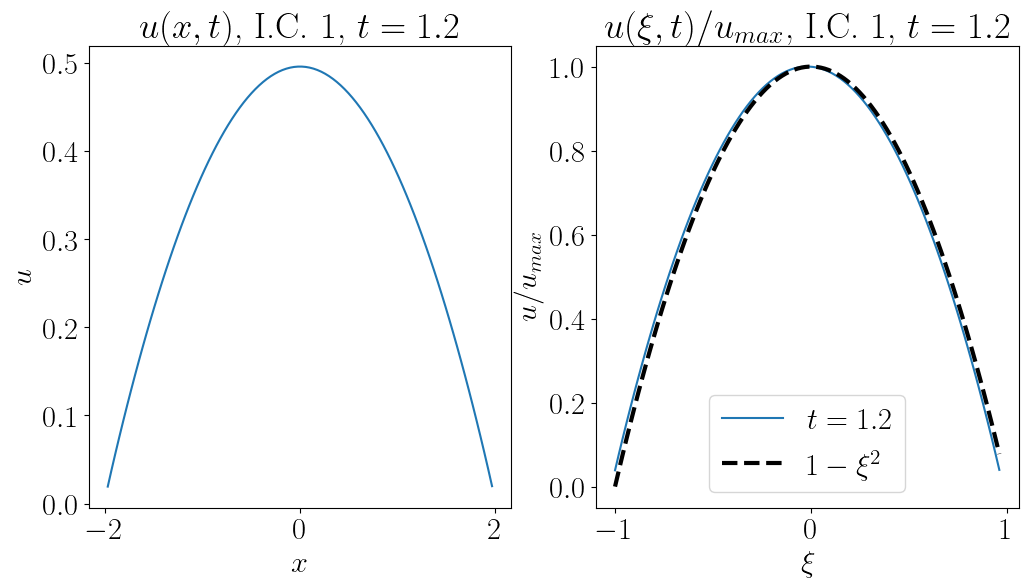 u(x, t), I.C. 1, t = 1.2
u(ξ, t)/u_max, I.C. 1, t = 1.2
0.5
0.4
0.3
0.2
0.1
0.0
u
−2
0
2
x
1.0
0.8
0.6
0.4
0.2
0.0
u/u_max
−1
0
1
ξ
t = 1.2
1 − ξ²